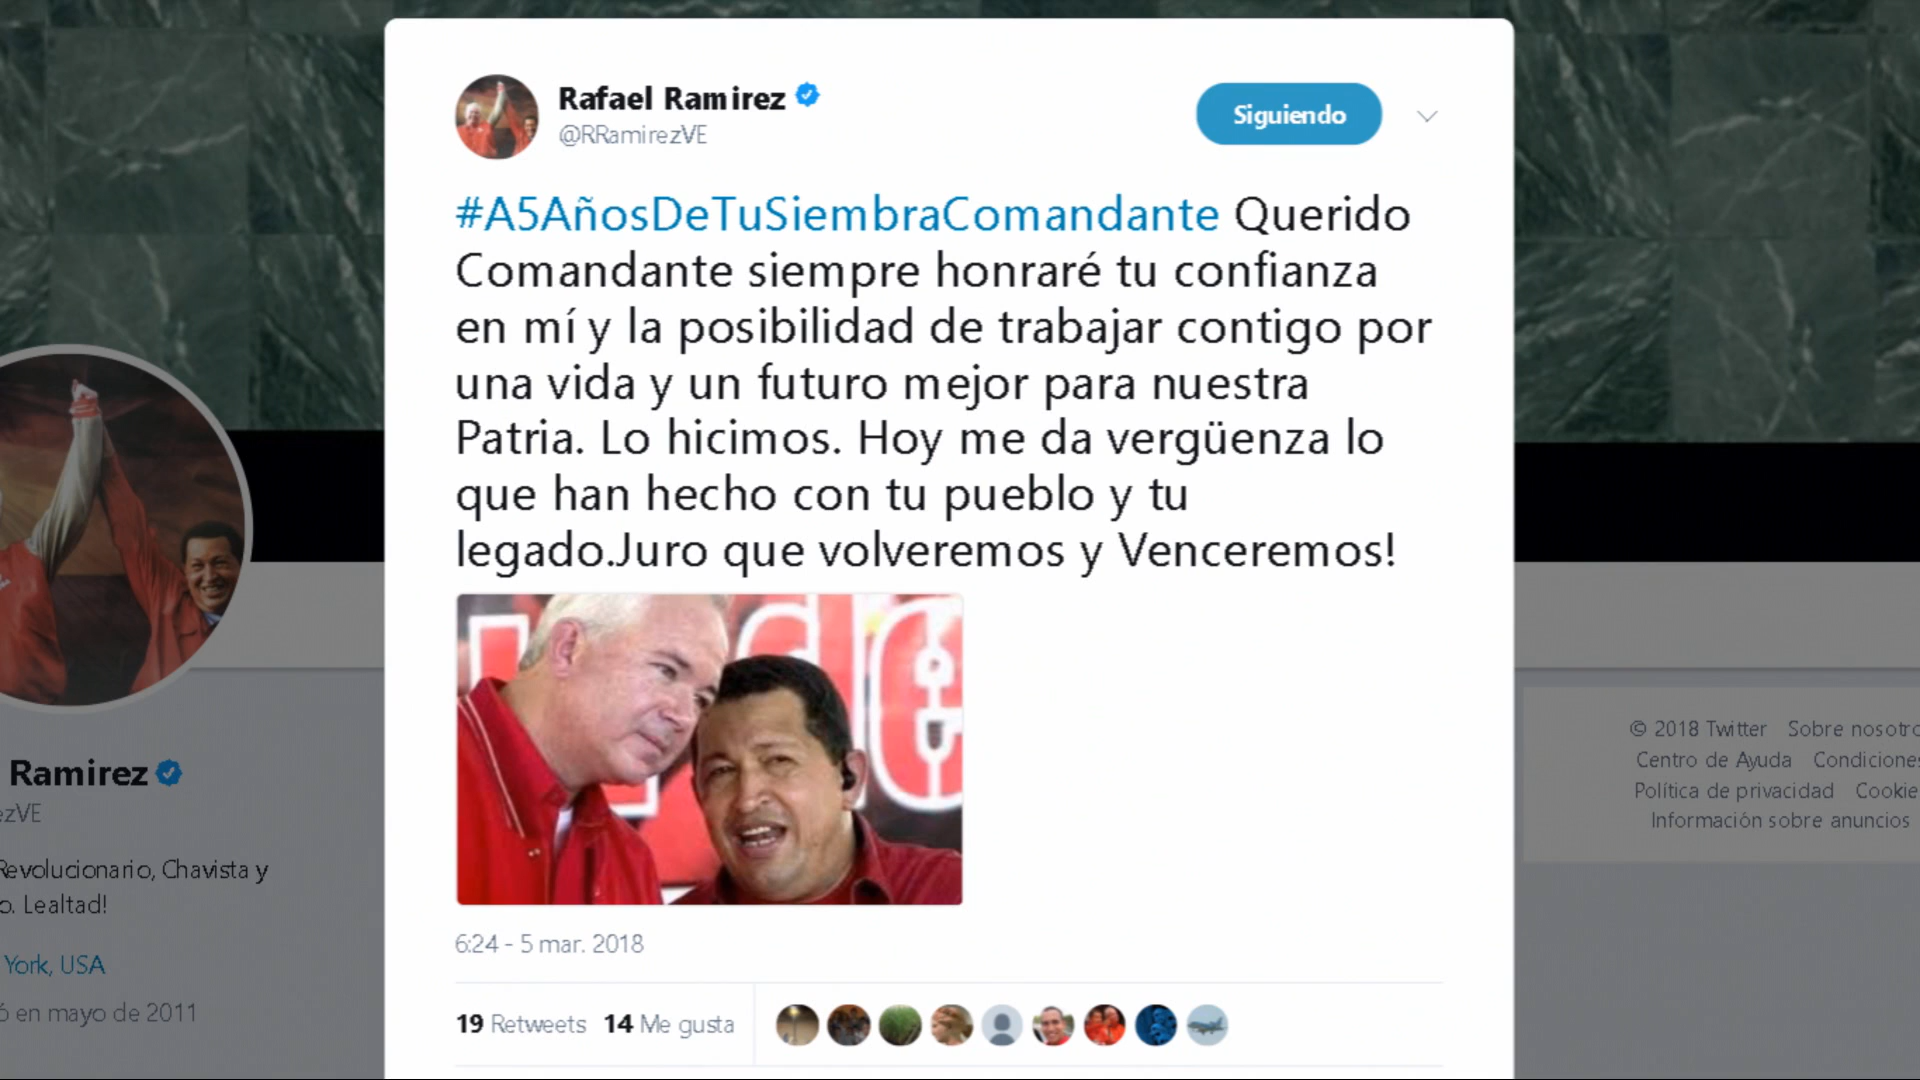 Rafael Ramirez
@RRamirezVE
Siguiendo
#A5AñosDeTuSiembraComandante Querido
Comandante siempre honraré tu confianza
en mí y la posibilidad de trabajar contigo por
una vida y un futuro mejor para nuestra
Patria. Lo hicimos. Hoy me da vergüenza lo
que han hecho con tu pueblo y tu
legado.Juro que volveremos y Venceremos!
6:24 - 5 mar. 2018
19 Retweets 14 Me gusta
Ramirez
ezVE
Revolucionario, Chavista y
o. Lealtad!
York, USA
ó en mayo de 2011
© 2018 Twitter Sobre nosotro
Centro de Ayuda Condiciones
Política de privacidad Cookie
Información sobre anuncios